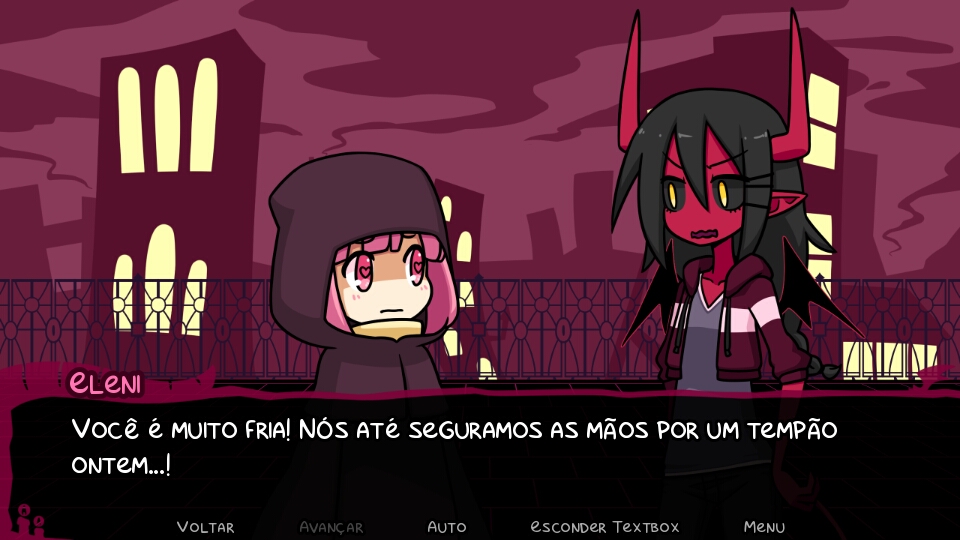 Eleni
Você é muito fria! Nós até seguramos as mãos por um tempão
ontem...!
Voltar Avançar Auto Esconder Textbox Menu